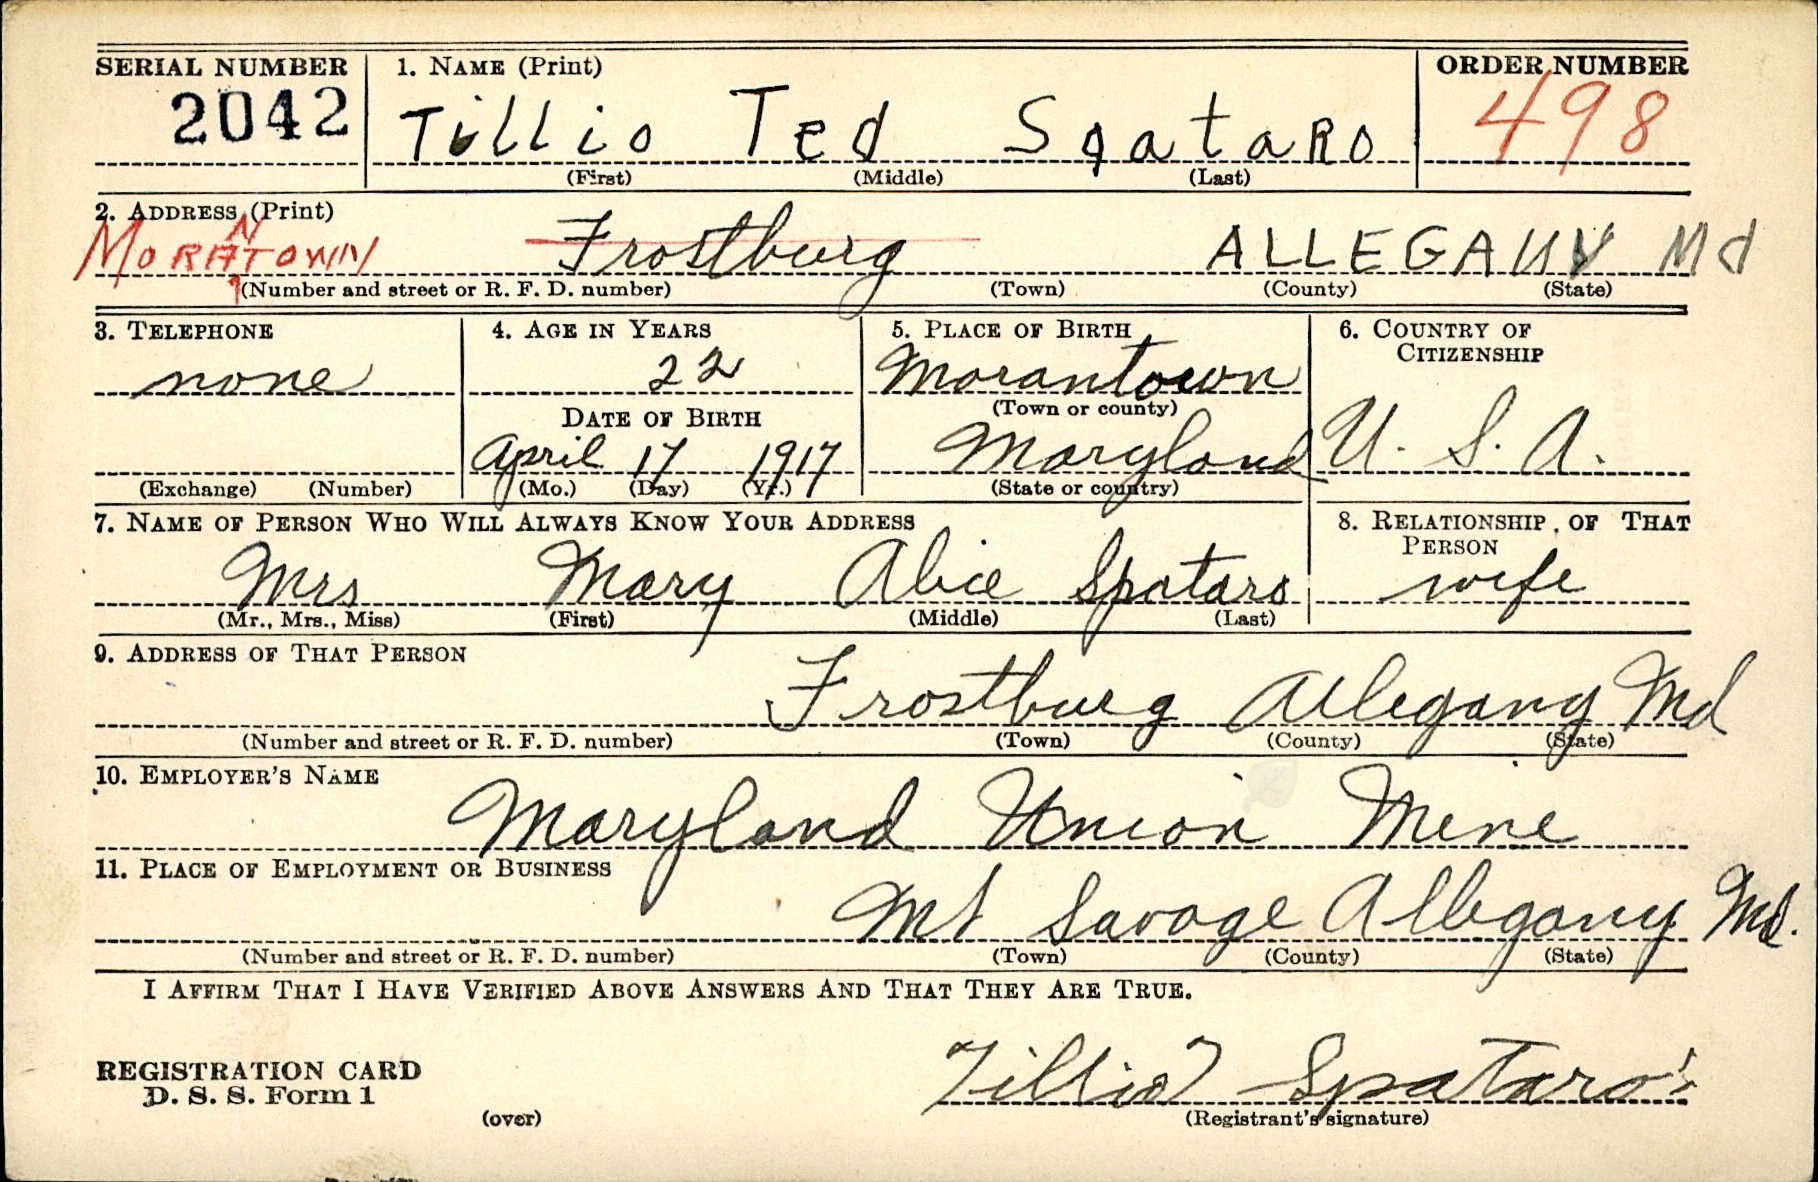 SERIAL NUMBER 1. NAME (Print) ORDER NUMBER
2042 Tillio Ted Spataro 498
(First) (Middle) (Last)
2. ADDRESS (Print)
MORANTOWN Frostburg ALLEGANY Md
(Number and street or R. F. D. number) (Town) (County) (State)
3. TELEPHONE 4. AGE IN YEARS 5. PLACE OF BIRTH 6. COUNTRY OF
CITIZENSHIP
none 22 Morantown
(Town or county)
DATE OF BIRTH
April 17 1917 Maryland U. S. A.
(Exchange) (Number) (Mo.) (Day) (Yr.) (State or country)
7. NAME OF PERSON WHO WILL ALWAYS KNOW YOUR ADDRESS 8. RELATIONSHIP OF THAT
PERSON
Mrs Mary Alice Spataro wife
(Mr., Mrs., Miss) (First) (Middle) (Last)
9. ADDRESS OF THAT PERSON
Frostburg Allegany Md
(Number and street or R. F. D. number) (Town) (County) (State)
10. EMPLOYER'S NAME
Maryland Union Mine
11. PLACE OF EMPLOYMENT OR BUSINESS
Mt Savage Allegany Md.
(Number and street or R. F. D. number) (Town) (County) (State)
I AFFIRM THAT I HAVE VERIFIED ABOVE ANSWERS AND THAT THEY ARE TRUE.
REGISTRATION CARD
D. S. S. Form 1
Tillio T Spataro
(over) (Registrant's signature)